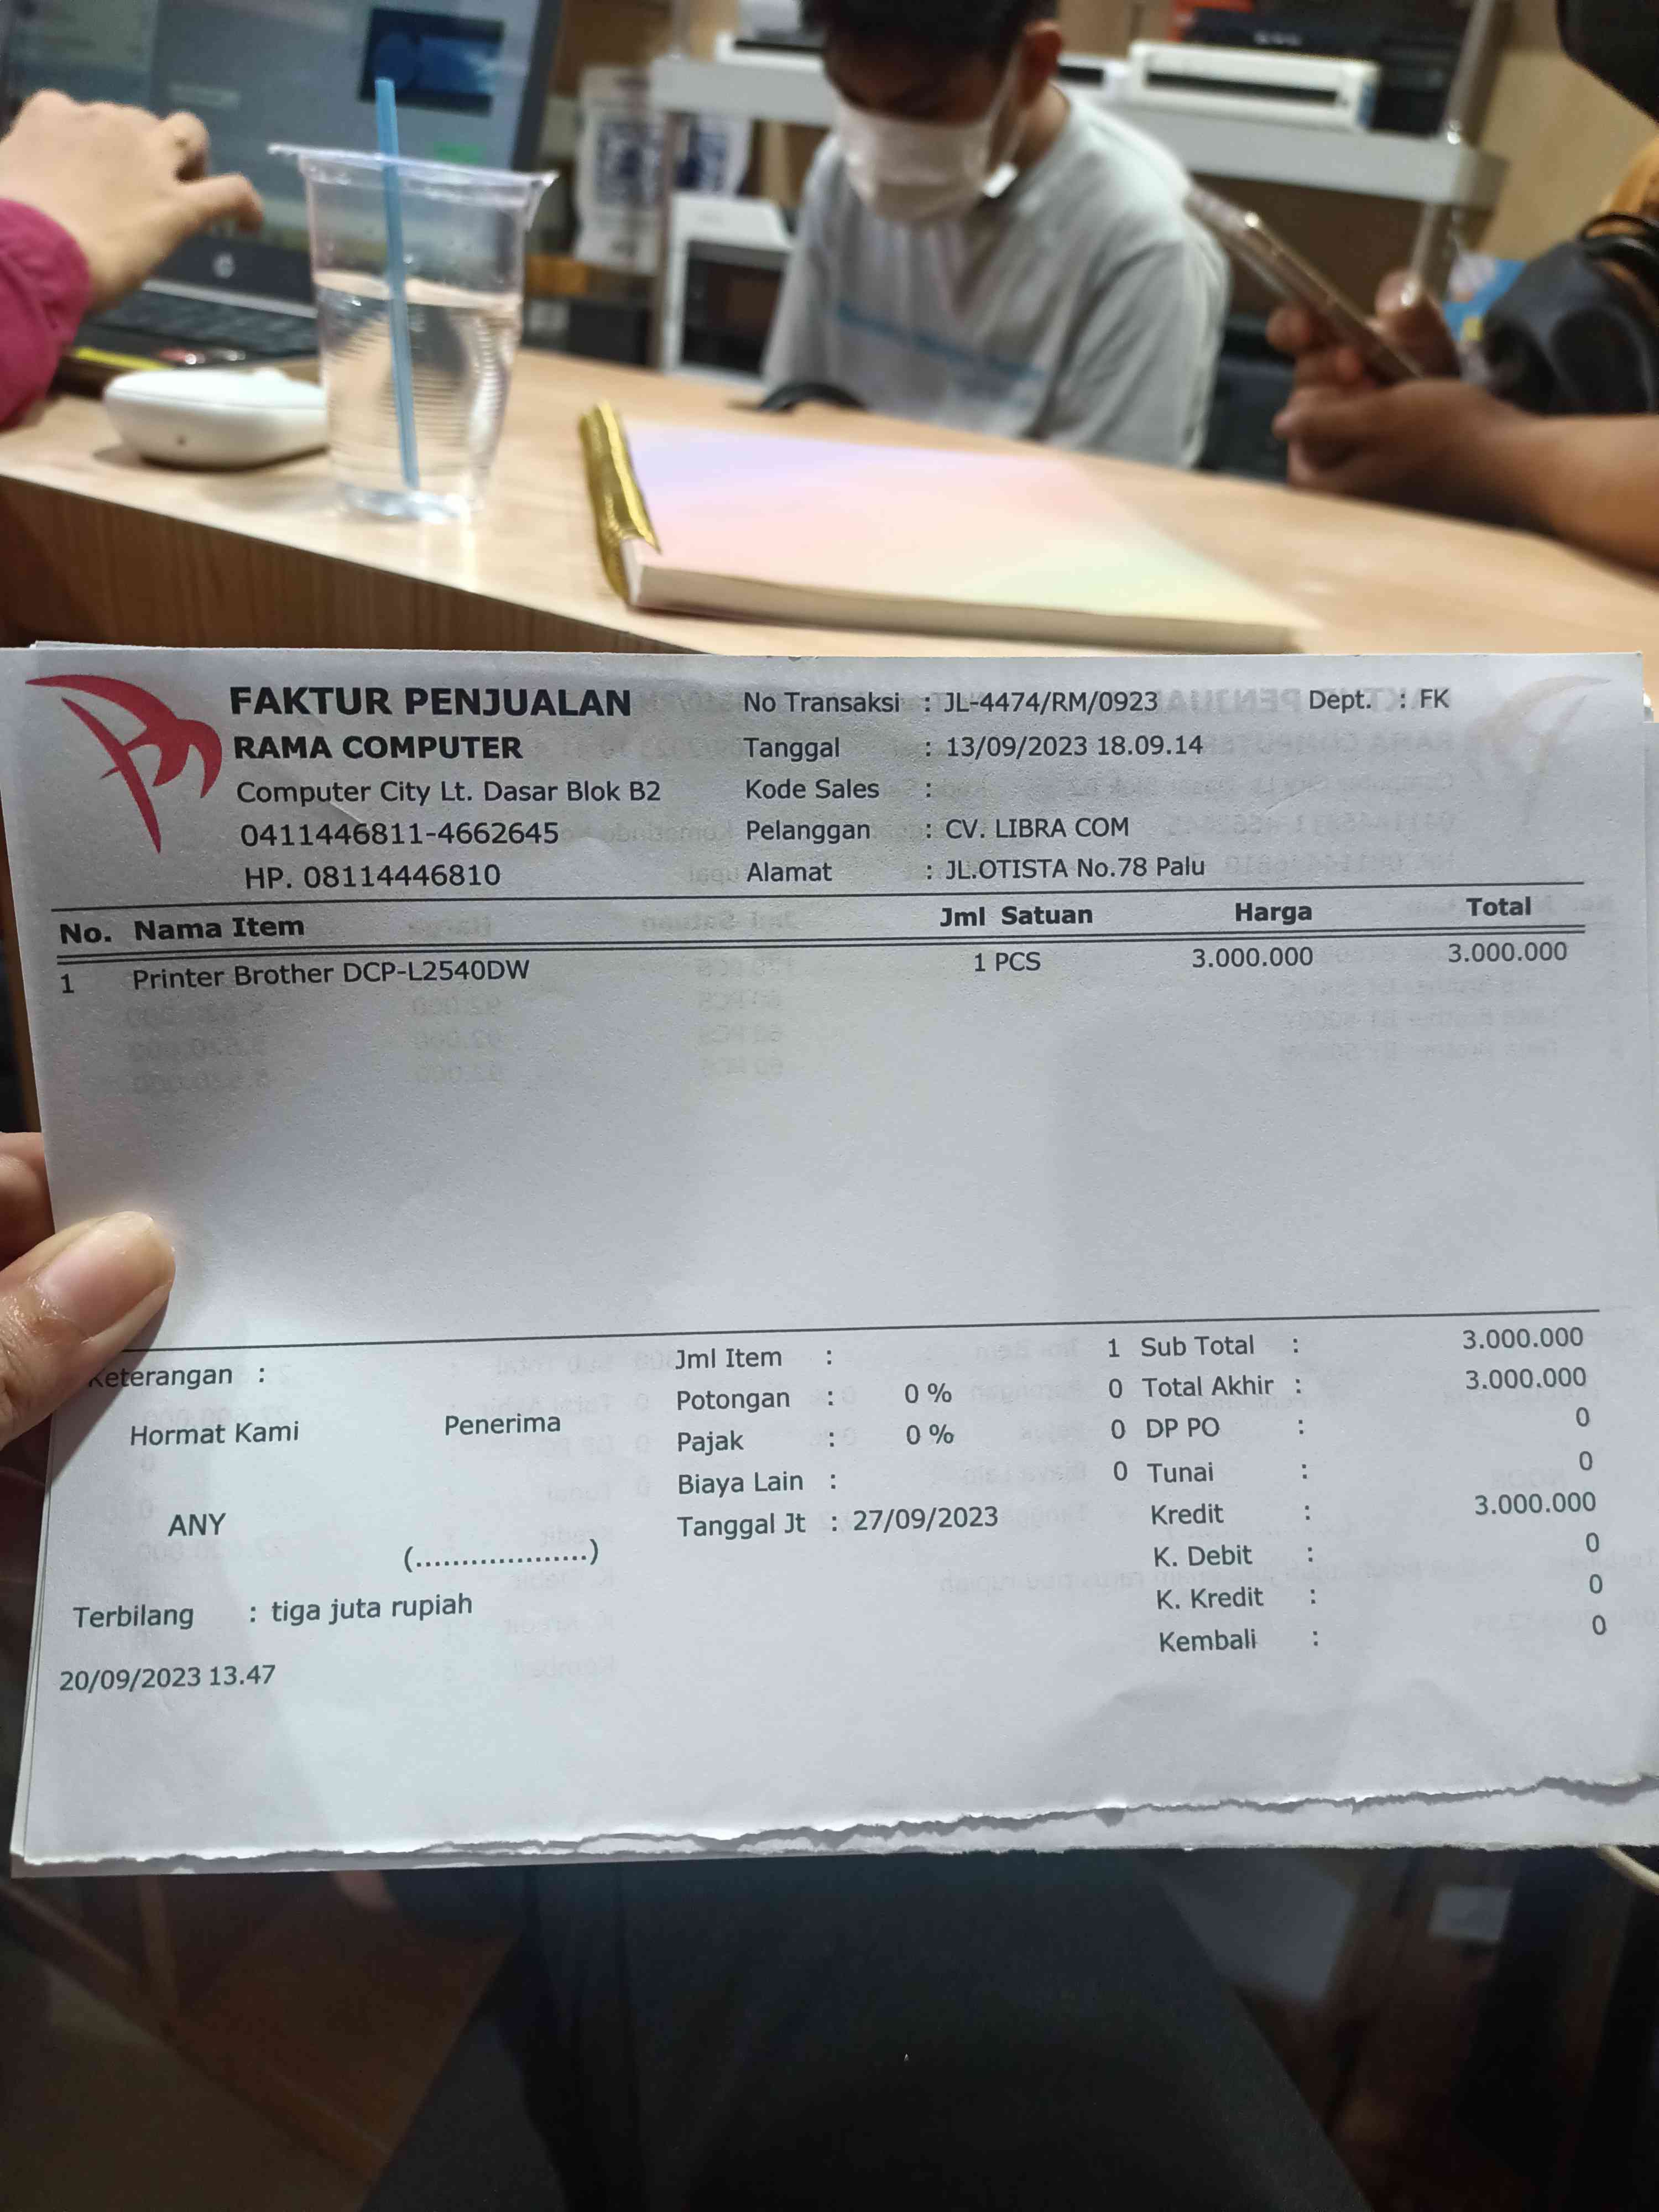 FAKTUR PENJUALAN
RAMA COMPUTER
Computer City Lt. Dasar Blok B2
0411446811-4662645
HP. 08114446810
No Transaksi : JL-4474/RM/0923 Dept. : FK
Tanggal : 13/09/2023 18.09.14
Kode Sales :
Pelanggan : CV. LIBRA COM
Alamat : JL.OTISTA No.78 Palu
No. Nama Item Jml Satuan Harga Total
1 Printer Brother DCP-L2540DW 1 PCS 3.000.000 3.000.000
Keterangan :
Hormat Kami Penerima
ANY
(....................)
Terbilang : tiga juta rupiah
20/09/2023 13.47
Jml Item : 1
Potongan : 0 % 0
Pajak : 0 % 0
Biaya Lain : 0
Tanggal Jt : 27/09/2023
Sub Total : 3.000.000
Total Akhir : 3.000.000
DP PO : 0
Tunai : 0
Kredit : 3.000.000
K. Debit : 0
K. Kredit : 0
Kembali : 0